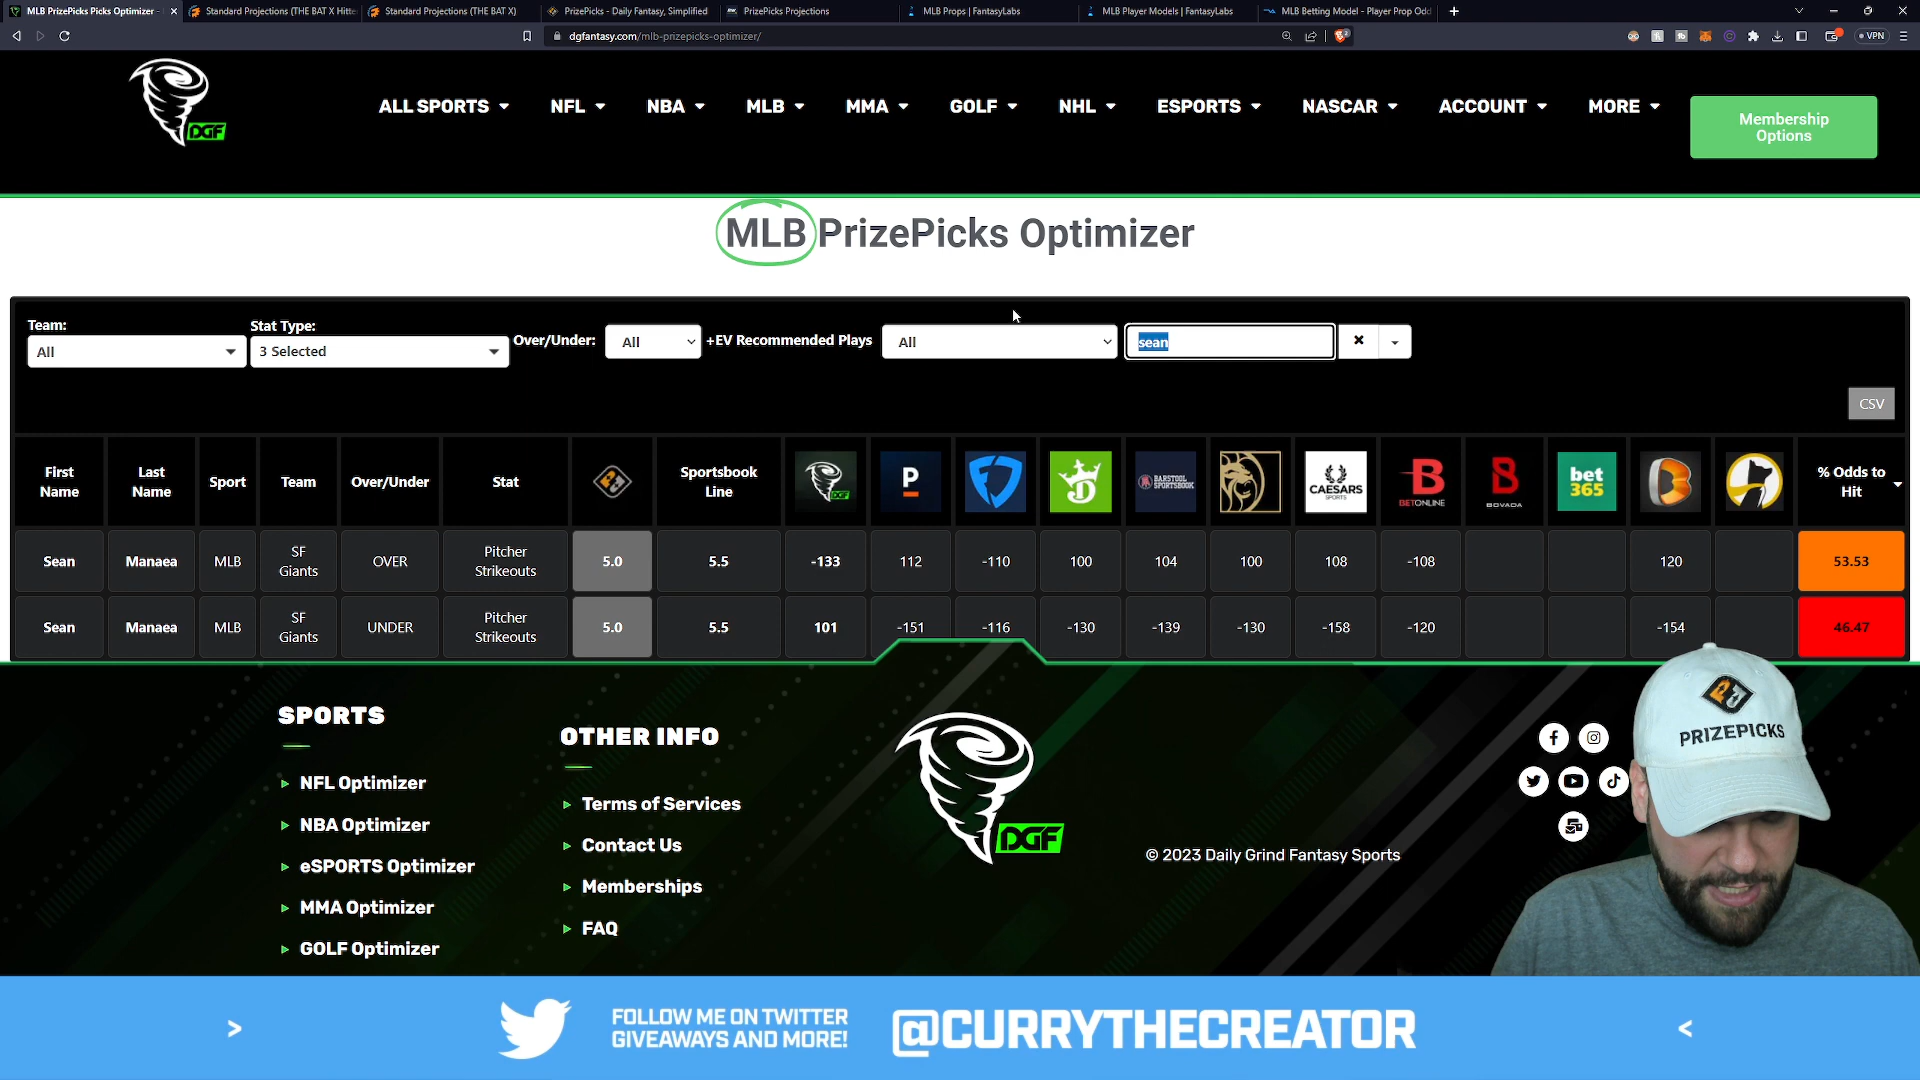 MLB PrizePicks Picks Optimizer -
Standard Projections (THE BAT X Hitte
Standard Projections (THE BAT X)
PrizePicks - Daily Fantasy, Simplified
PrizePicks Projections
MLB Props | FantasyLabs
MLB Player Models | FantasyLabs
MLB Betting Model - Player Prop Odd
dgfantasy.com/mlb-prizepicks-optimizer/
VPN
DGF
ALL SPORTS
NFL
NBA
MLB
MMA
GOLF
NHL
ESPORTS
NASCAR
ACCOUNT
MORE
Membership
Options
MLB PrizePicks Optimizer
Team:
All
Stat Type:
3 Selected
Over/Under:
All
+EV Recommended Plays
All
sean
CSV
First Name
Last Name
Sport
Team
Over/Under
Stat
Sportsbook Line
DGF
P
BARSTOOL SPORTSBOOK
CAESARS SPORTS
BETONLINE
BOVADA
bet365
% Odds to Hit
Sean Manaea MLB SF Giants OVER Pitcher Strikeouts 5.0 5.5 -133 112 -110 100 104 100 108 -108 120 53.53
Sean Manaea MLB SF Giants UNDER Pitcher Strikeouts 5.0 5.5 101 -151 -116 -130 -139 -130 -158 -120 -154 46.47
SPORTS
NFL Optimizer
NBA Optimizer
eSPORTS Optimizer
MMA Optimizer
GOLF Optimizer
OTHER INFO
Terms of Services
Contact Us
Memberships
FAQ
DGF
© 2023 Daily Grind Fantasy Sports
PRIZEPICKS
FOLLOW ME ON TWITTER
GIVEAWAYS AND MORE!
@CURRYTHECREATOR